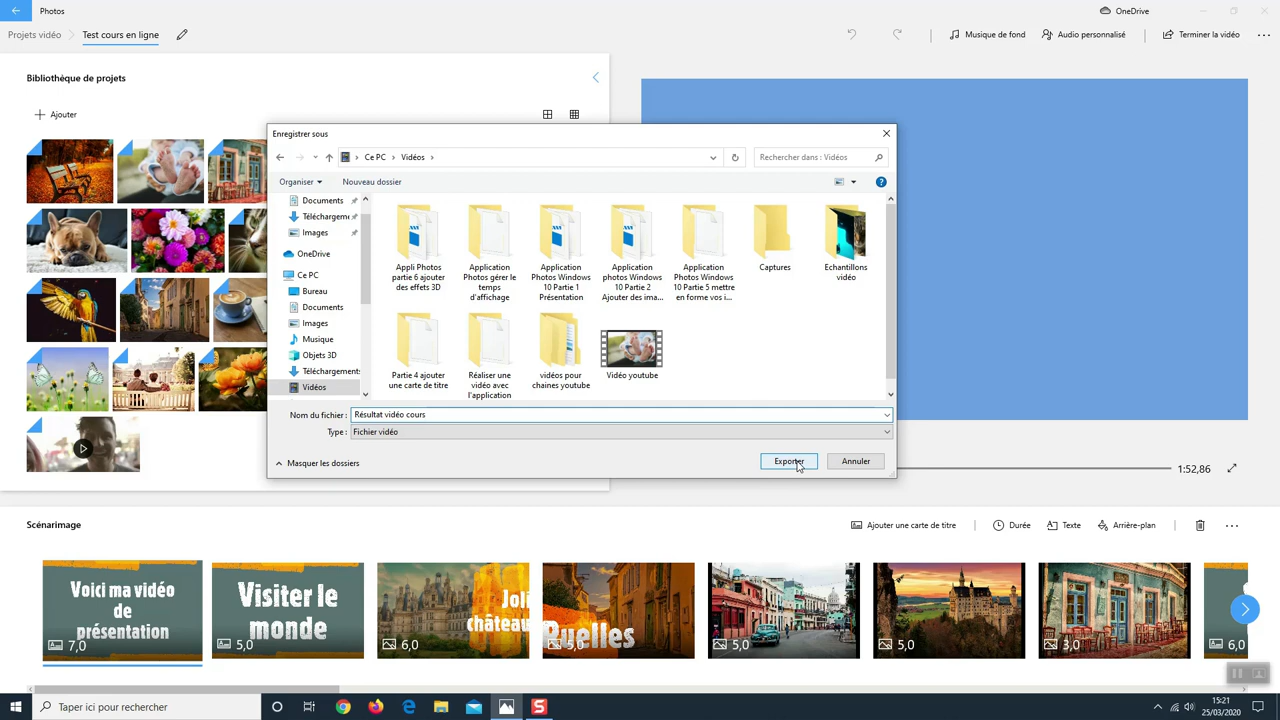 Photos
OneDrive
Projets vidéo
Test cours en ligne
Musique de fond
Audio personnalisé
Terminer la vidéo
Bibliothèque de projets
Ajouter
Enregistrer sous
Ce PC
Vidéos
Rechercher dans : Vidéos
Organiser
Nouveau dossier
Documents
Téléchargeme
Images
OneDrive
Ce PC
Bureau
Documents
Images
Musique
Objets 3D
Téléchargements
Vidéos
Appli Photos
partie 6 ajouter
des effets 3D
Application
Photos gérer le
temps
d'affichage
Application
Photos Windows
10 Partie 1
Présentation
Application
photos Windows
10 Partie 2
Ajouter des ima...
Application
Photos Windows
10 Partie 5 mettre
en forme vos i...
Captures
Echantillons
vidéo
Partie 4 ajouter
une carte de titre
Réaliser une
vidéo avec
l'application
vidéos pour
chaines youtube
Vidéo youtube
Nom du fichier :
Résultat vidéo cours
Type :
Fichier vidéo
Masquer les dossiers
Exporter
Annuler
1:52,86
Scénarimage
Ajouter une carte de titre
Durée
Texte
Arrière-plan
Voici ma vidéo
de
présentation
7,0
Visiter le
monde
5,0
Joli
château
6,0
Ruelles
5,0
5,0
5,0
3,0
6,0
Taper ici pour rechercher
15:21
25/03/2020